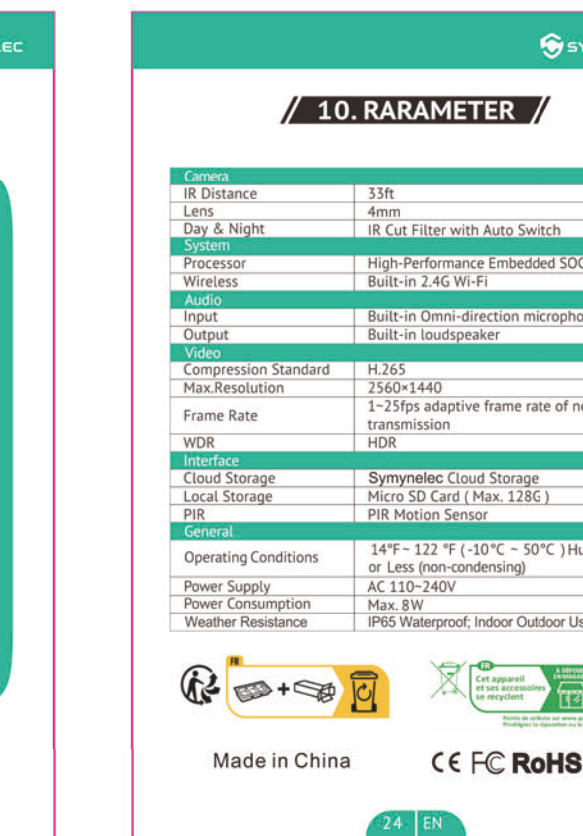 LEC
SY
10. RARAMETER
Camera
IR Distance 33ft
Lens 4mm
Day & Night IR Cut Filter with Auto Switch
System
Processor High-Performance Embedded SOC
Wireless Built-in 2.4G Wi-Fi
Audio
Input Built-in Omni-direction micropho
Output Built-in loudspeaker
Video
Compression Standard H.265
Max.Resolution 2560×1440
Frame Rate 1~25fps adaptive frame rate of ne
transmission
WDR HDR
Interface
Cloud Storage Symynelec Cloud Storage
Local Storage Micro SD Card ( Max. 128G )
PIR PIR Motion Sensor
General
Operating Conditions 14°F~ 122 °F ( -10°C ~ 50°C ) Hu
or Less (non-condensing)
Power Supply AC 110~240V
Power Consumption Max. 8W
Weather Resistance IP65 Waterproof; Indoor Outdoor Us
FR
FR
Cet appareil
et ses accessoires
se recyclent
Made in China
CE FC RoHS
24 EN